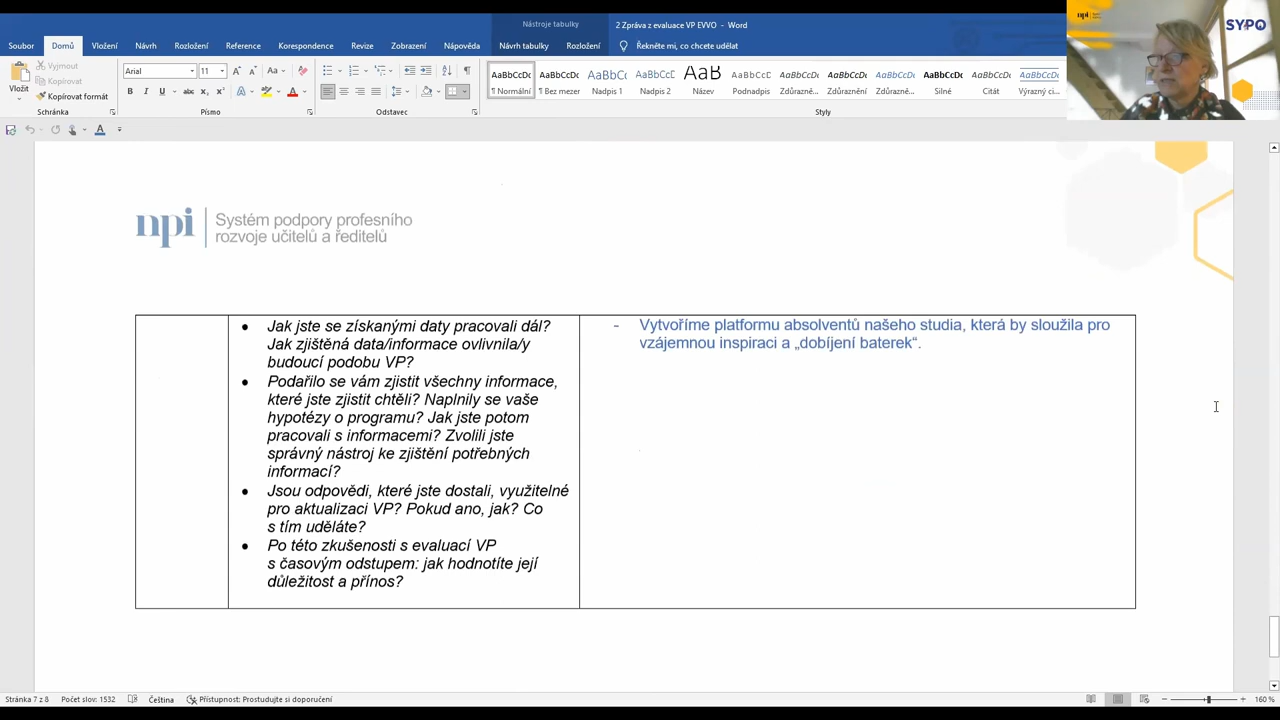 Nástroje tabulky
2 Zpráva z evaluace VP EVVO - Word
npi
SYPO
Soubor Domů Vložení Návrh Rozložení Reference Korespondence Revize Zobrazení Nápověda Návrh tabulky Rozložení Řekněte mi, co chcete udělat
Vložit
Vyjmout
Kopírovat
Kopírovat formát
Schránka
Arial 11
Písmo
Odstavec
AaBbCcDc AaBbCcDc AaBbCcD AaBbCcE AaB AaBbCcD AaBbCcDc AaBbCcDc AaBbCcDc AaBbCcDc AaBbCcDc AaBbCcDc
¶ Normální ¶ Bez mezer Nadpis 1 Nadpis 2 Název Podnadpis Zdůrazně... Zdůraznění Zdůrazně... Silné Citát Výrazný ci...
Styly
npi Systém podpory profesního
rozvoje učitelů a ředitelů
• Jak jste se získanými daty pracovali dál?
Jak zjištěná data/informace ovlivnila/y
budoucí podobu VP?
• Podařilo se vám zjistit všechny informace,
které jste zjistit chtěli? Naplnily se vaše
hypotézy o programu? Jak jste potom
pracovali s informacemi? Zvolili jste
správný nástroj ke zjištění potřebných
informací?
• Jsou odpovědi, které jste dostali, využitelné
pro aktualizaci VP? Pokud ano, jak? Co
s tím uděláte?
• Po této zkušenosti s evaluací VP
s časovým odstupem: jak hodnotíte její
důležitost a přínos?
- Vytvoříme platformu absolventů našeho studia, která by sloužila pro
vzájemnou inspiraci a „dobíjení baterek“.
Stránka 7 z 8 Počet slov: 1532 Čeština Přístupnost: Prostudujte si doporučení 160 %